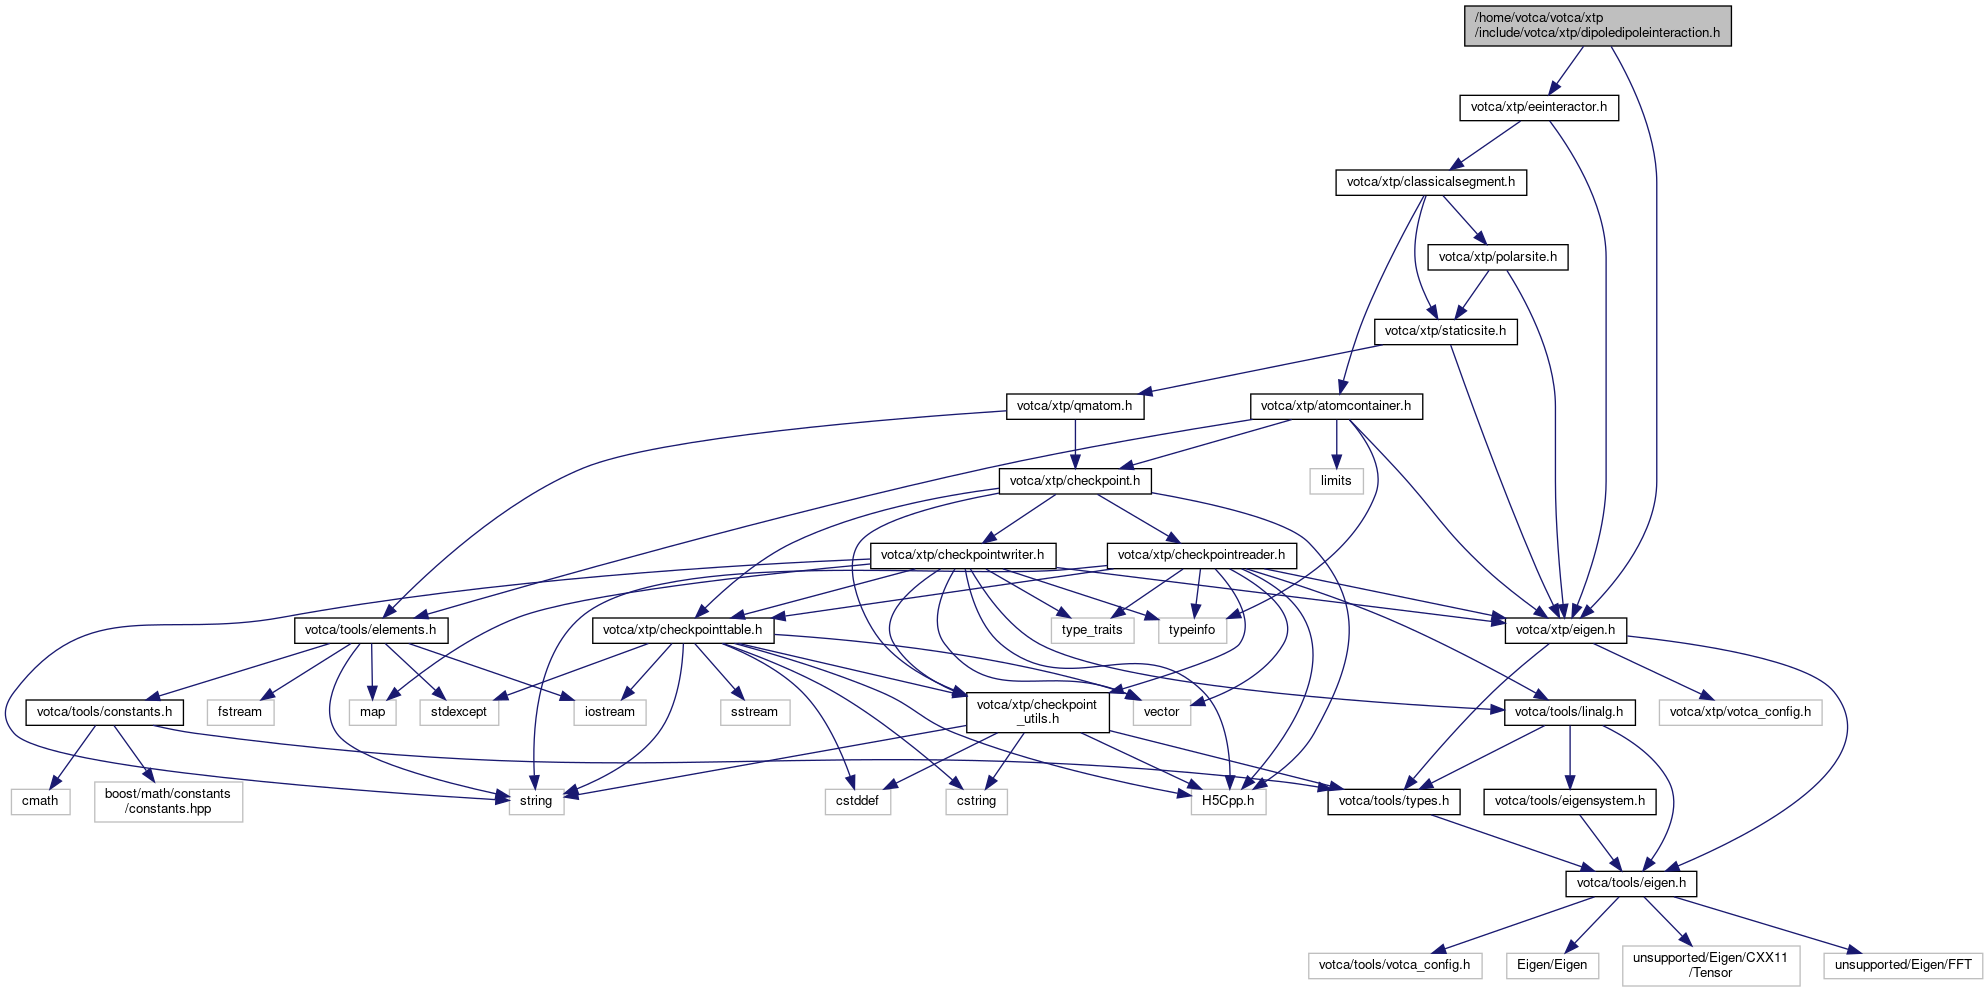 /home/votca/votca/xtp
/include/votca/xtp/dipoledipoleinteraction.h
votca/xtp/eeinteractor.h
votca/xtp/classicalsegment.h
votca/xtp/polarsite.h
votca/xtp/staticsite.h
votca/xtp/qmatom.h
votca/xtp/atomcontainer.h
votca/xtp/checkpoint.h
limits
votca/xtp/checkpointwriter.h
votca/xtp/checkpointreader.h
votca/tools/elements.h
votca/xtp/checkpointtable.h
type_traits
typeinfo
votca/xtp/eigen.h
votca/tools/constants.h
fstream
map
stdexcept
iostream
sstream
votca/xtp/checkpoint
_utils.h
vector
votca/tools/linalg.h
votca/xtp/votca_config.h
cmath
boost/math/constants
/constants.hpp
string
cstddef
cstring
H5Cpp.h
votca/tools/types.h
votca/tools/eigensystem.h
votca/tools/eigen.h
votca/tools/votca_config.h
Eigen/Eigen
unsupported/Eigen/CXX11
/Tensor
unsupported/Eigen/FFT